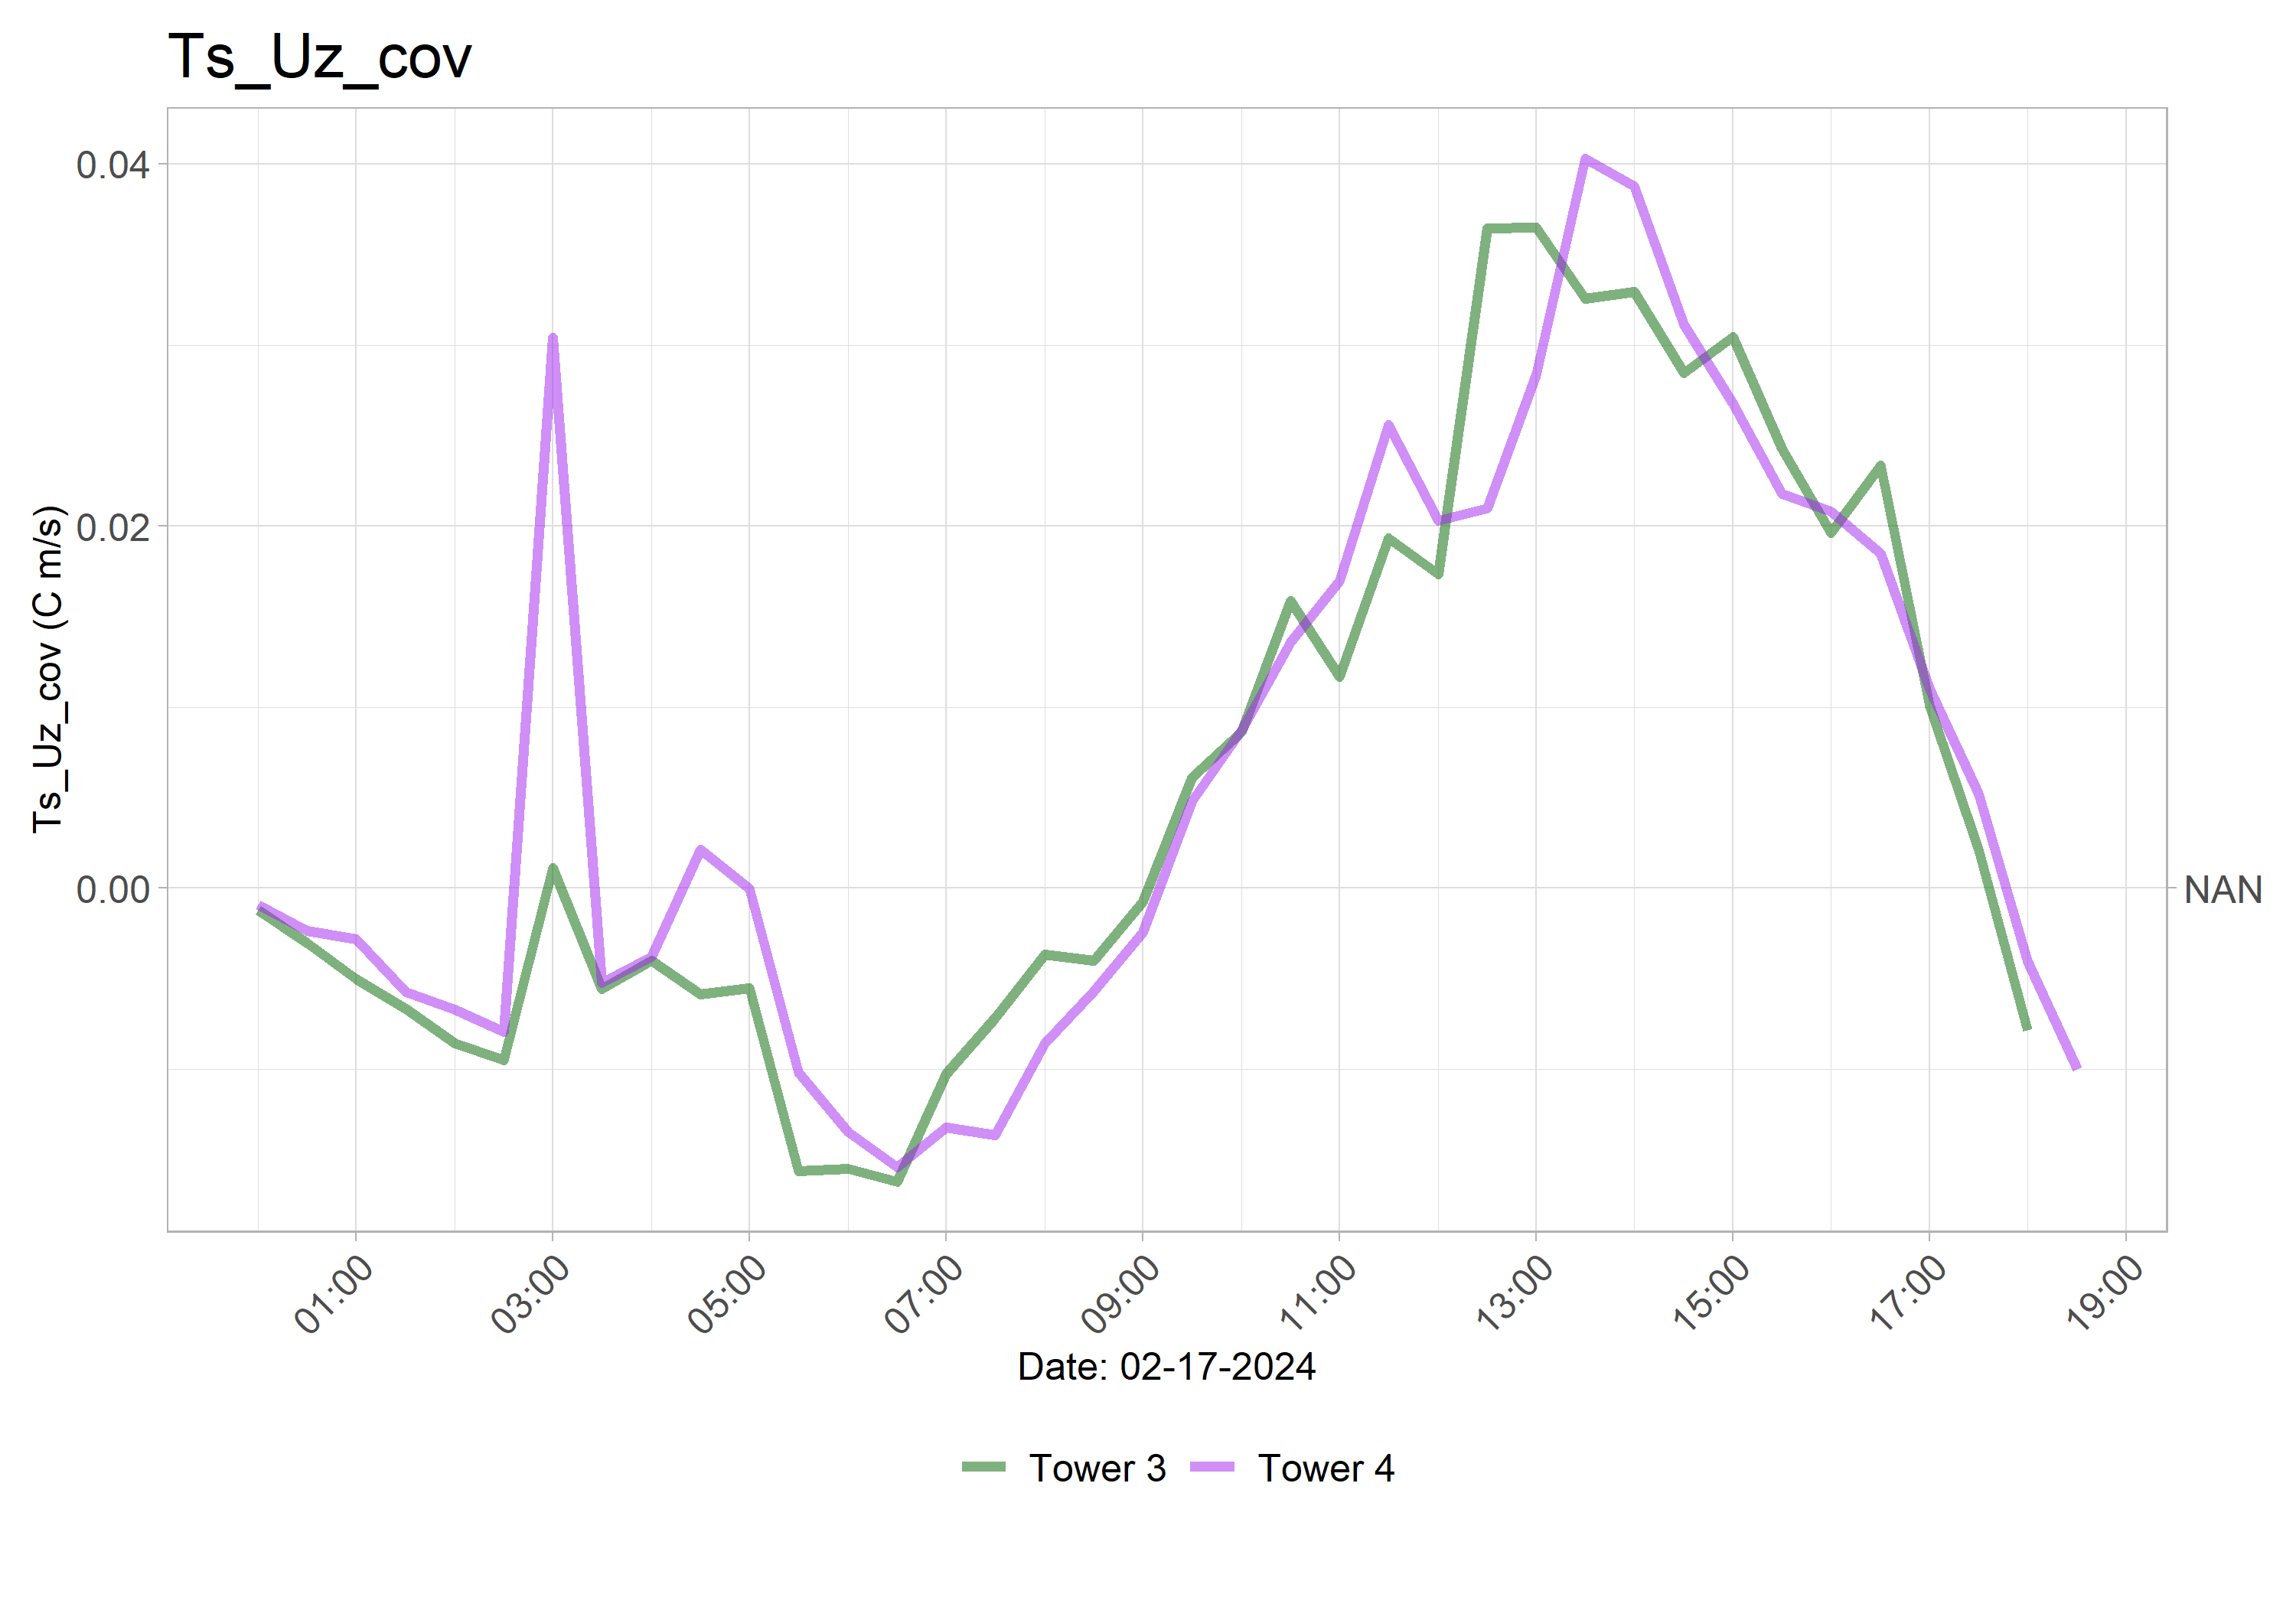 Ts_Uz_cov
Ts_Uz_cov (C m/s)
0.04
0.02
0.00
NAN
01:00
03:00
05:00
07:00
09:00
11:00
13:00
15:00
17:00
19:00
Date: 02-17-2024
Tower 3
Tower 4